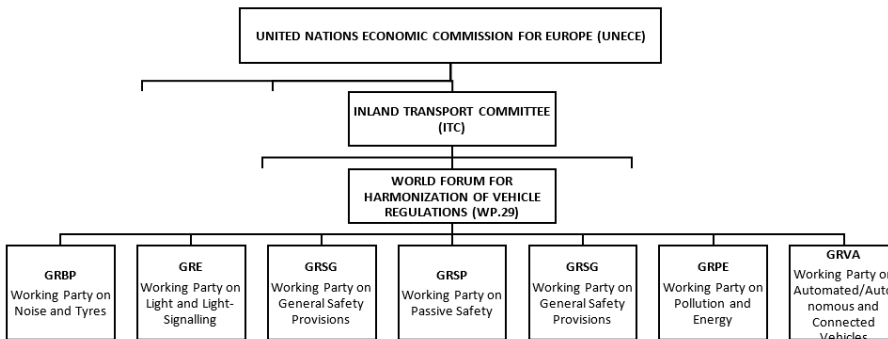 UNITED NATIONS ECONOMIC COMMISSION FOR EUROPE (UNECE)
INLAND TRANSPORT COMMITTEE
(ITC)
WORLD FORUM FOR
HARMONIZATION OF VEHICLE
REGULATIONS (WP.29)
GRBP
Working Party on
Noise and Tyres
GRE
Working Party on
Light and Light-
Signalling
GRSG
Working Party on
General Safety
Provisions
GRSP
Working Party on
Passive Safety
GRSG
Working Party on
General Safety
Provisions
GRPE
Working Party on
Pollution and
Energy
GRVA
Working Party on
Automated/Auto
nomous and
Connected
Vehicles